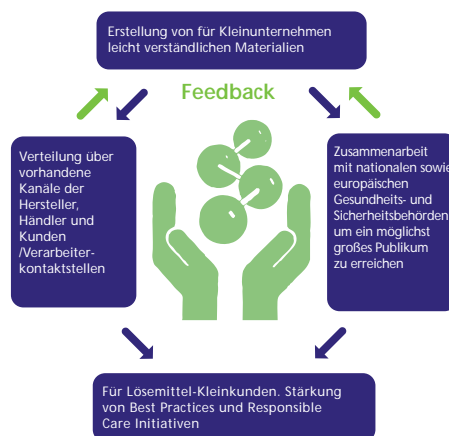 Erstellung von für Kleinunternehmen
leicht verständlichen Materialien
Feedback
Verteilung über
vorhandene
Kanäle der
Hersteller,
Händler und
Kunden
/Verarbeiter-
kontaktstellen
Zusammenarbeit
mit nationalen sowie
europäischen
Gesundheits- und
Sicherheitsbehörden
um ein möglichst
großes Publikum
zu erreichen
Für Lösemittel-Kleinkunden. Stärkung
von Best Practices und Responsible
Care Initiativen